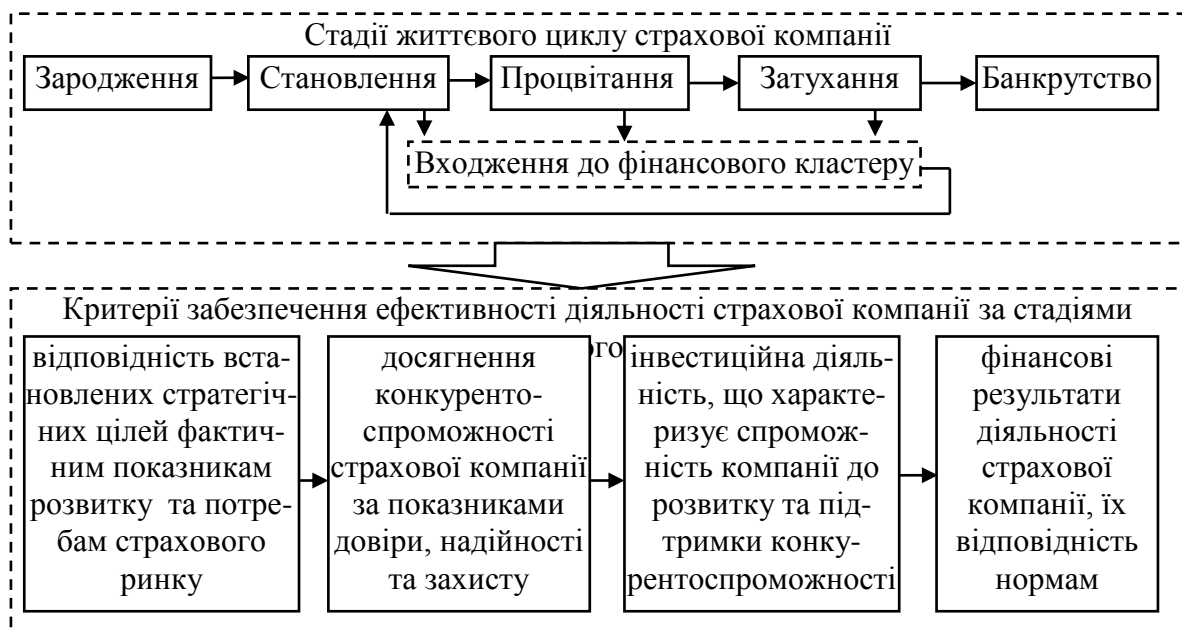 Стадії життєвого циклу страхової компанії
Зародження
Становлення
Процвітання
Затухання
Банкрутство
Входження до фінансового кластеру
Критерії забезпечення ефективності діяльності страхової компанії за стадіями
відповідність вста-
новлених стратегіч-
них цілей фактич-
ним показникам
розвитку та потре-
бам страхового
ринку
досягнення
конкуренто-
спроможності
страхової компанії
за показниками
довіри, надійності
та захисту
інвестиційна діяль-
ність, що характе-
ризує спромож-
ність компанії до
розвитку та під-
тримки конку-
рентоспроможності
фінансові
результати
діяльності
страхової
компанії, їх
відповідність
нормам